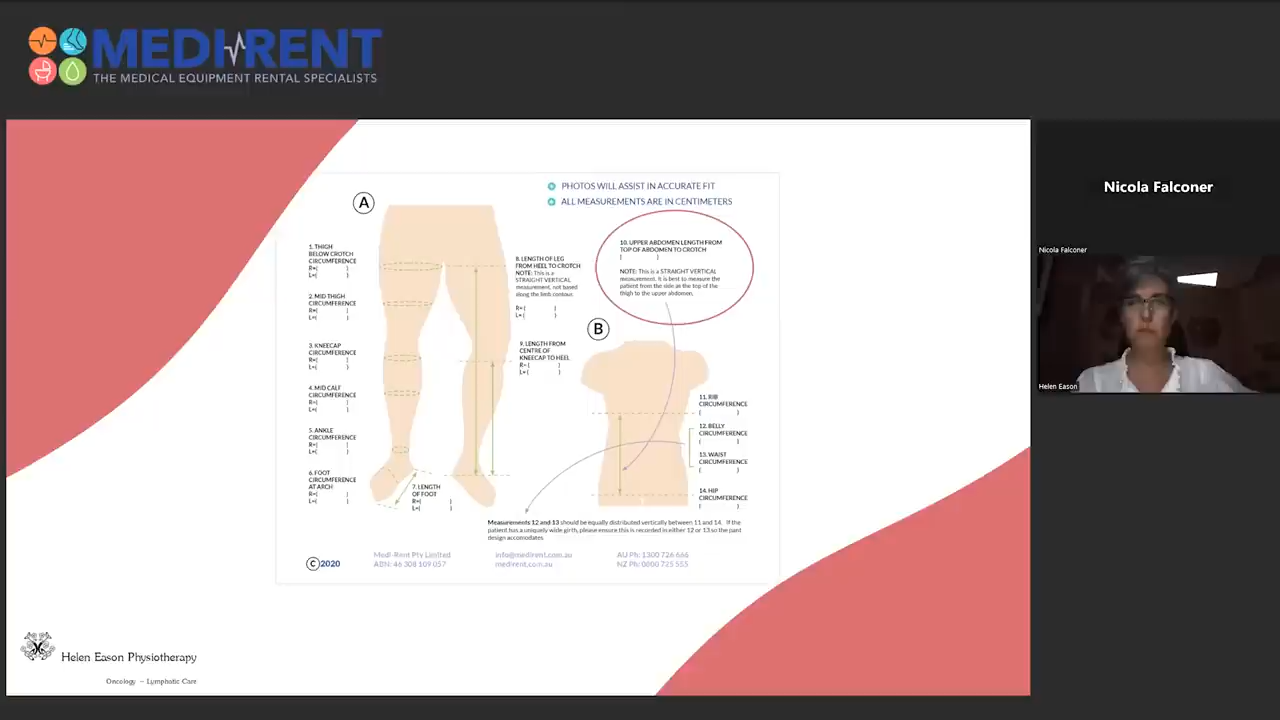 MEDI-RENT
THE MEDICAL EQUIPMENT RENTAL SPECIALISTS
A
PHOTOS WILL ASSIST IN ACCURATE FIT
ALL MEASUREMENTS ARE IN CENTIMETERS
1. THIGH
BELOW CROTCH
CIRCUMFERENCE
R=( )
L=( )
2. MID THIGH
CIRCUMFERENCE
R=( )
L=( )
3. KNEECAP
CIRCUMFERENCE
R=( )
L=( )
4. MID CALF
CIRCUMFERENCE
R=( )
L=( )
5. ANKLE
CIRCUMFERENCE
R=( )
L=( )
6. FOOT
CIRCUMFERENCE
AT ARCH
R=( )
L=( )
7. LENGTH
OF FOOT
R=( )
L=( )
8. LENGTH OF LEG
FROM HEEL TO CROTCH
NOTE: This is a
STRAIGHT VERTICAL
measurement, not based
along the limb contour.
R=( )
L=( )
9. LENGTH FROM
CENTRE OF
KNEECAP TO HEEL
R=( )
L=( )
10. UPPER ABDOMEN LENGTH FROM
TOP OF ABDOMEN TO CROTCH
( )
NOTE: This is a STRAIGHT VERTICAL
measurement. It is best to measure the
patient from the side at the top of the
thigh to the upper abdomen.
B
11. RIB
CIRCUMFERENCE
( )
12. BELLY
CIRCUMFERENCE
( )
13. WAIST
CIRCUMFERENCE
( )
14. HIP
CIRCUMFERENCE
( )
Measurements 12 and 13 should be equally distributed vertically between 11 and 14. If the
patient has a uniquely wide girth, please ensure this is recorded in either 12 or 13 so the pant
design accomodates
C 2020
Medi-Rent Pty Limited
ABN: 46 308 109 057
info@medirent.com.au
medirent.com.au
AU Ph: 1300 726 666
NZ Ph: 0800 725 555
Helen Eason Physiotherapy
Oncology – Lymphatic Care
Nicola Falconer
Nicola Falconer
Helen Eason